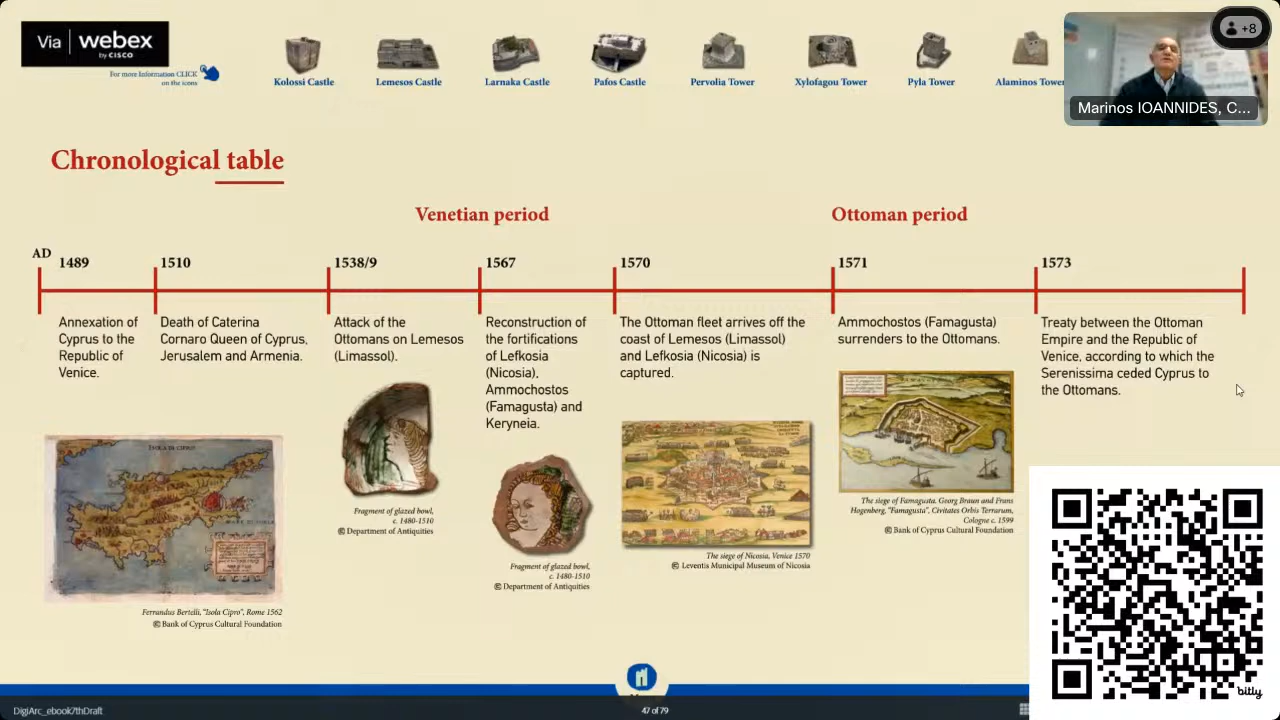 Via | webex
by CISCO
For more Information CLICK
on the icons
Kolossi Castle
Lemesos Castle
Larnaka Castle
Pafos Castle
Pervolia Tower
Xylofagou Tower
Pyla Tower
Alaminos Tower
+8
Marinos IOANNIDES, C...
Chronological table
Venetian period
Ottoman period
AD
1489
1510
1538/9
1567
1570
1571
1573
Annexation of
Cyprus to the
Republic of
Venice.
Death of Caterina
Cornaro Queen of Cyprus,
Jerusalem and Armenia.
Attack of the
Ottomans on Lemesos
(Limassol).
Reconstruction of
the fortifications
of Lefkosia
(Nicosia),
Ammochostos
(Famagusta) and
Keryneia.
The Ottoman fleet arrives off the
coast of Lemesos (Limassol)
and Lefkosia (Nicosia) is
captured.
Ammochostos (Famagusta)
surrenders to the Ottomans.
Treaty between the Ottoman
Empire and the Republic of
Venice, according to which the
Serenissima ceded Cyprus to
the Ottomans.
ISOLA DI CIPRO
Ferrandus Bertelli, "Isola Cipro", Rome 1562
© Bank of Cyprus Cultural Foundation
Fragment of glazed bowl,
c. 1480-1510
© Department of Antiquities
Fragment of glazed bowl,
c. 1480-1510
© Department of Antiquities
The siege of Nicosia, Venice 1570
© Leventis Municipal Museum of Nicosia
The siege of Famagusta. Georg Braun and Frans
Hogenberg, "Famagusta", Civitates Orbis Terrarum,
Cologne c. 1599
© Bank of Cyprus Cultural Foundation
bitly
DigiArc_ebook7thDraft
47 of 79